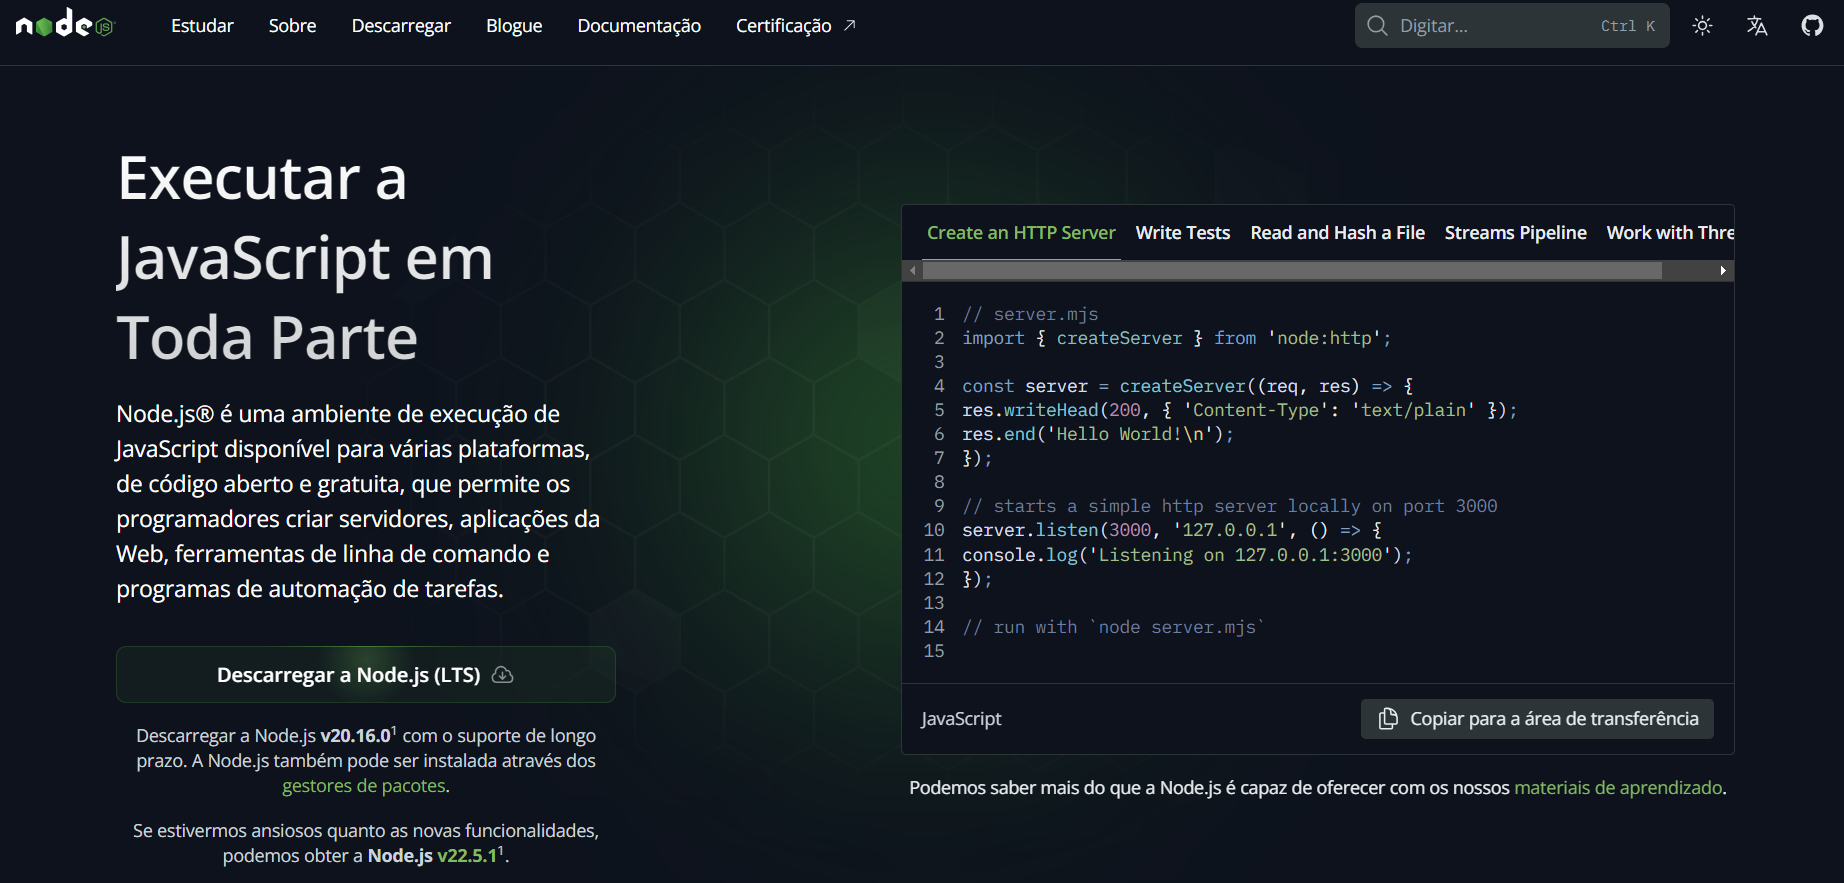 node JS
Estudar Sobre Descarregar Blogue Documentação Certificação ↗
Digitar... Ctrl K
Executar a
JavaScript em
Toda Parte
Node.js® é uma ambiente de execução de
JavaScript disponível para várias plataformas,
de código aberto e gratuita, que permite os
programadores criar servidores, aplicações da
Web, ferramentas de linha de comando e
programas de automação de tarefas.
Descarregar a Node.js (LTS)
Descarregar a Node.js v20.16.0¹ com o suporte de longo
prazo. A Node.js também pode ser instalada através dos
gestores de pacotes.
Se estivermos ansiosos quanto as novas funcionalidades,
podemos obter a Node.js v22.5.1¹.
Create an HTTP Server Write Tests Read and Hash a File Streams Pipeline Work with Thre
1 // server.mjs
2 import { createServer } from 'node:http';
3
4 const server = createServer((req, res) => {
5 res.writeHead(200, { 'Content-Type': 'text/plain' });
6 res.end('Hello World!\n');
7 });
8
9 // starts a simple http server locally on port 3000
10 server.listen(3000, '127.0.0.1', () => {
11 console.log('Listening on 127.0.0.1:3000');
12 });
13
14 // run with `node server.mjs`
15
JavaScript
Copiar para a área de transferência
Podemos saber mais do que a Node.js é capaz de oferecer com os nossos materiais de aprendizado.